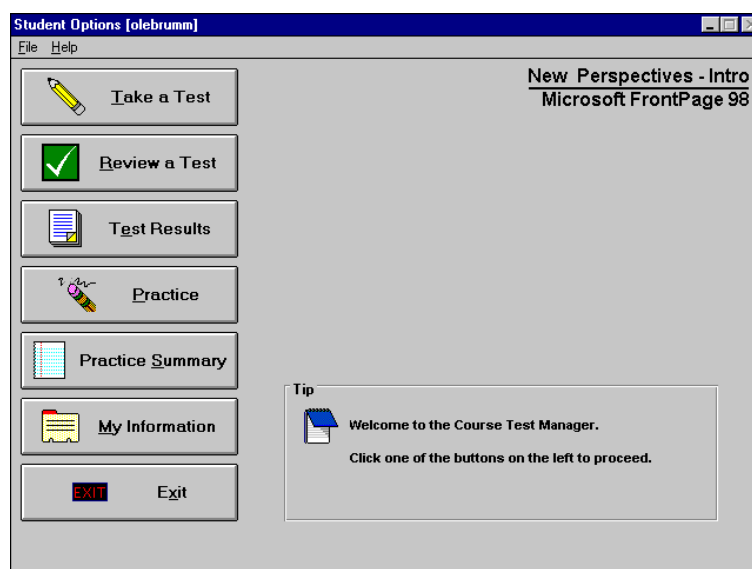 Student Options [olebrumm]
File Help
New Perspectives - Intro
Microsoft FrontPage 98
Take a Test
Review a Test
Test Results
Practice
Practice Summary
My Information
EXIT Exit
Tip
Welcome to the Course Test Manager.
Click one of the buttons on the left to proceed.